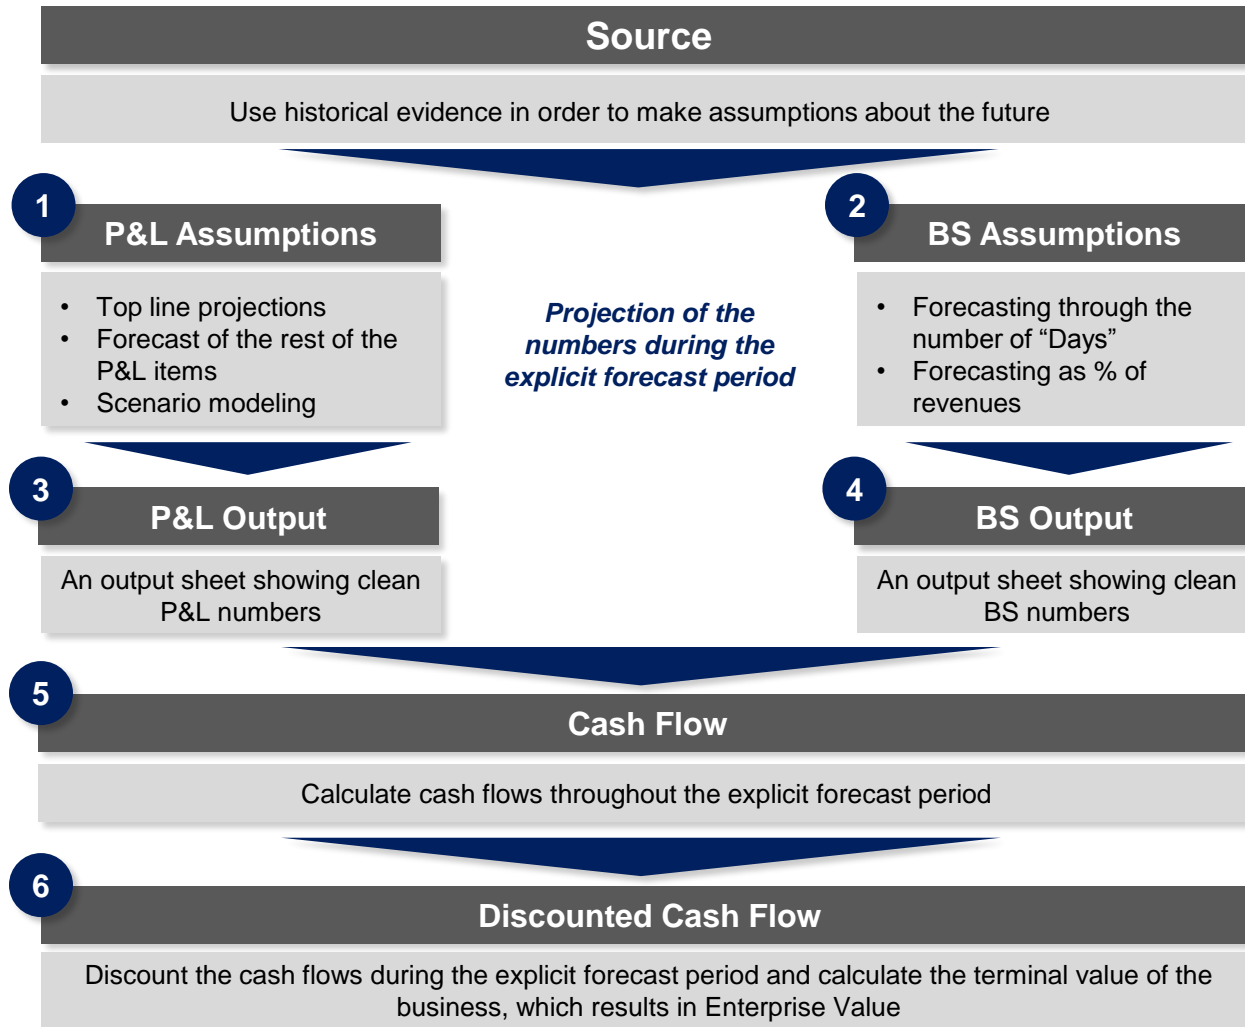 Source
Use historical evidence in order to make assumptions about the future
1
P&L Assumptions
• Top line projections
• Forecast of the rest of the
P&L items
• Scenario modeling
Projection of the
numbers during the
explicit forecast period
2
BS Assumptions
• Forecasting through the
number of “Days”
• Forecasting as % of
revenues
3
P&L Output
An output sheet showing clean
P&L numbers
4
BS Output
An output sheet showing clean
BS numbers
5
Cash Flow
Calculate cash flows throughout the explicit forecast period
6
Discounted Cash Flow
Discount the cash flows during the explicit forecast period and calculate the terminal value of the
business, which results in Enterprise Value